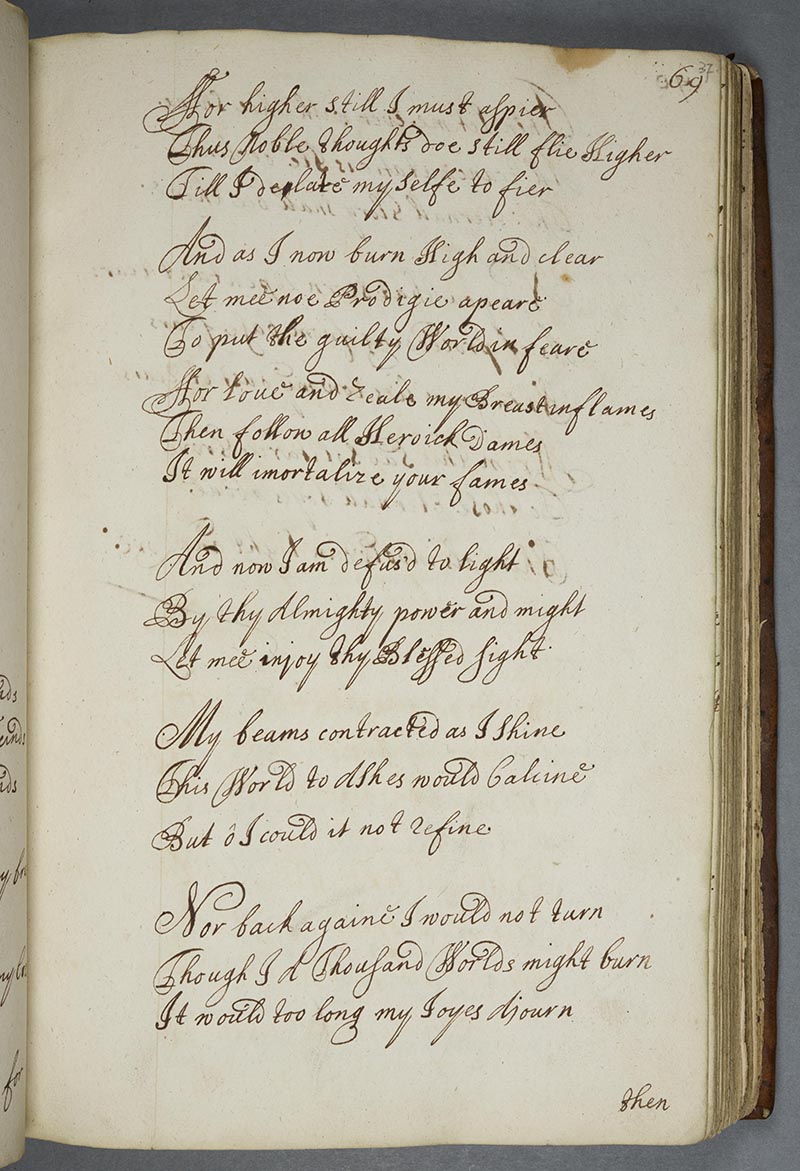 69
37
For higher still I must aspier
Thus Noble thoughts doe still flie Higher
Till I delate my selfe to fier
And as I now burn High and clear
Let mee noe Prodigie apeare
To put the guilty World in feare
For Love and Zeale my Breast inflames
Then follow all Heroick Dames
It will imortalize your fames
And now I am defus'd to light
By thy Almighty power and might
Let mee injoy thy Blessed sight
My beams contracted as I shine
This World to Ashes would Calcine
But ô I could it not refine
Nor back againe I would not turn
Though I A Thousand Worlds might burn
It would too long my Joyes Ajourn
then